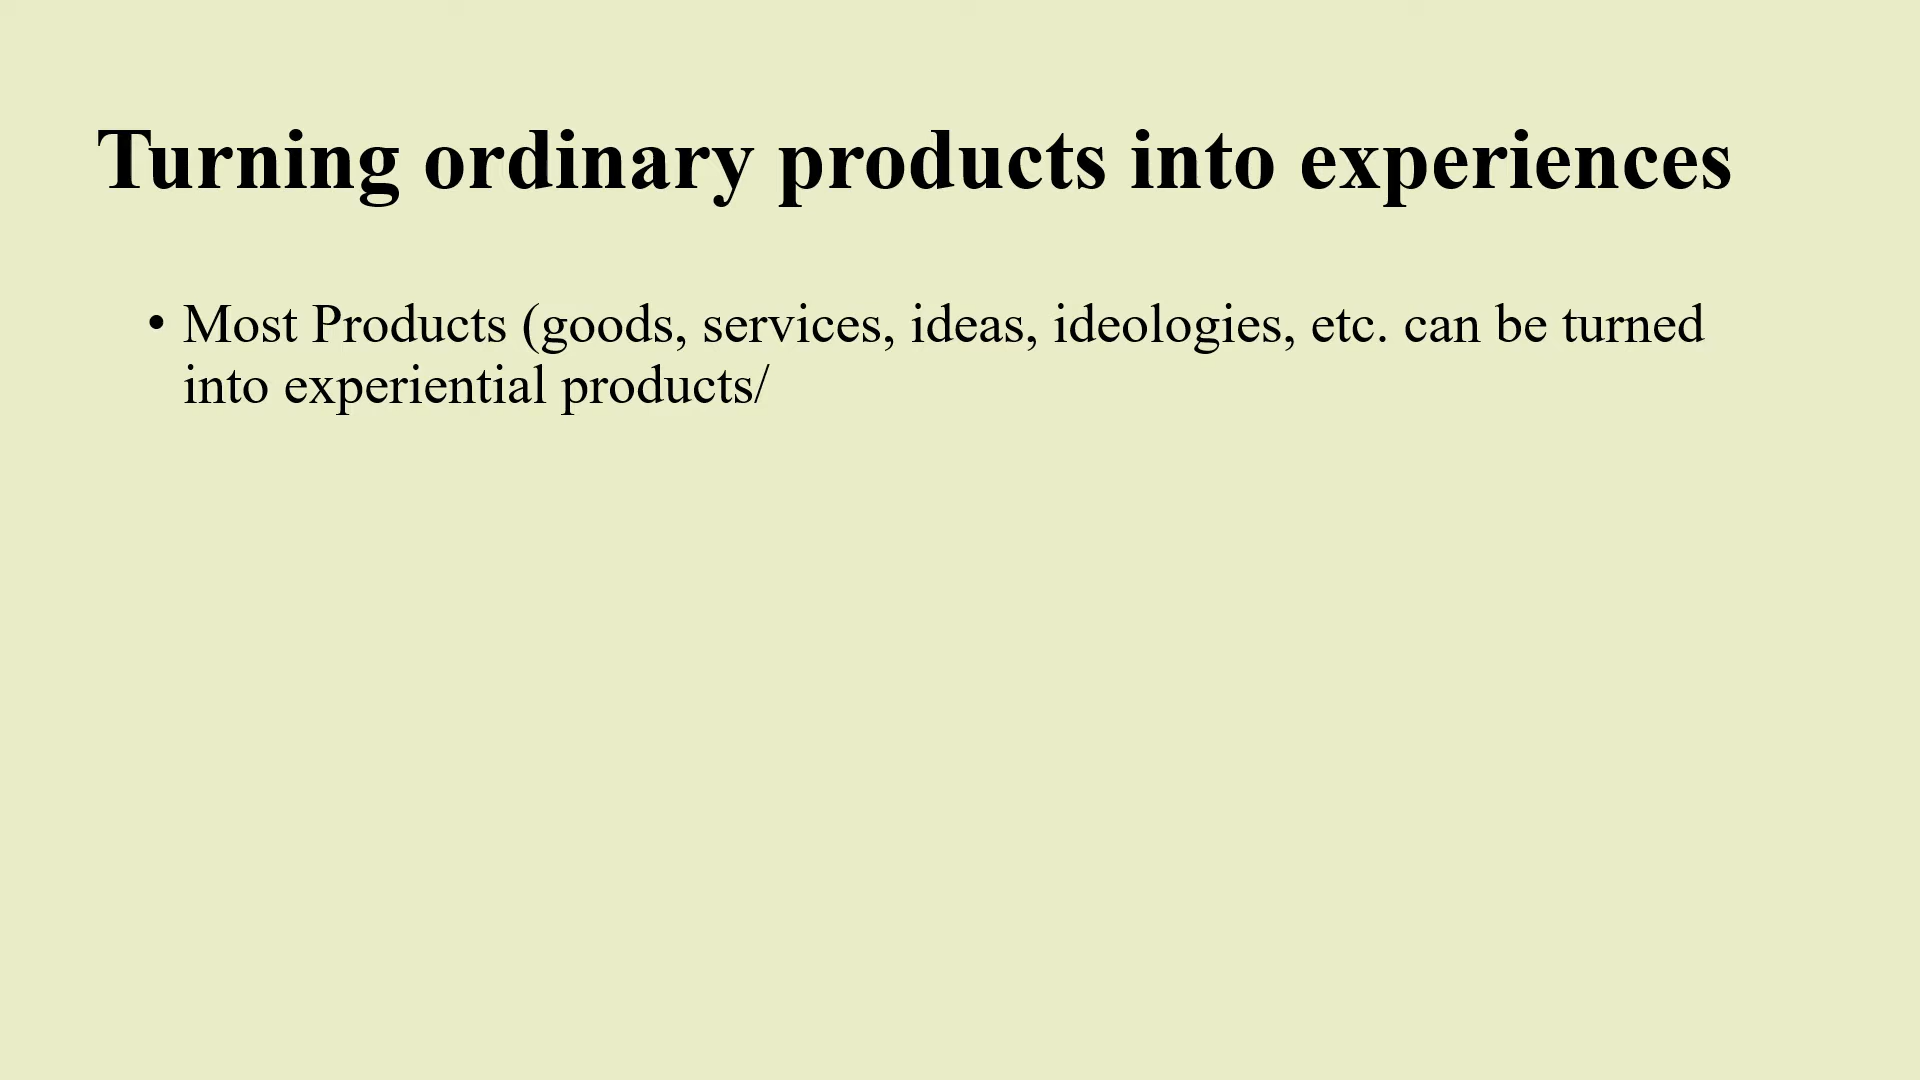 Turning ordinary products into experiences
• Most Products (goods, services, ideas, ideologies, etc. can be turned
into experiential products/